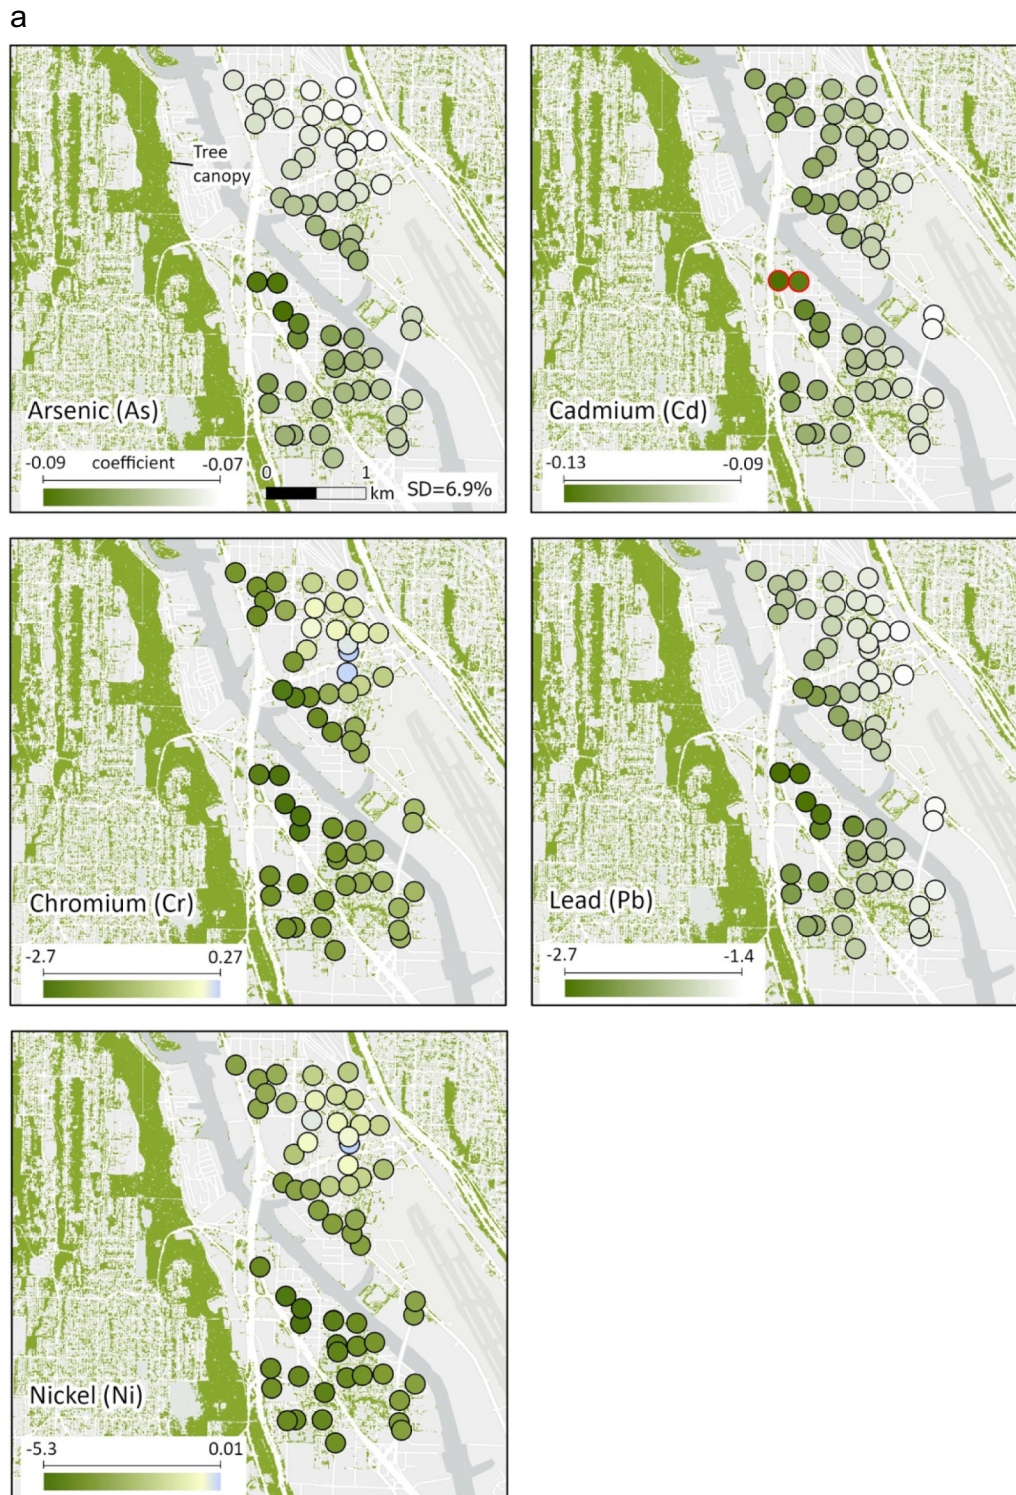 a
Tree
canopy
Arsenic (As)
-0.09 coefficient -0.07
0 1
km
SD=6.9%
Cadmium (Cd)
-0.13 -0.09
Chromium (Cr)
-2.7 0.27
Lead (Pb)
-2.7 -1.4
Nickel (Ni)
-5.3 0.01